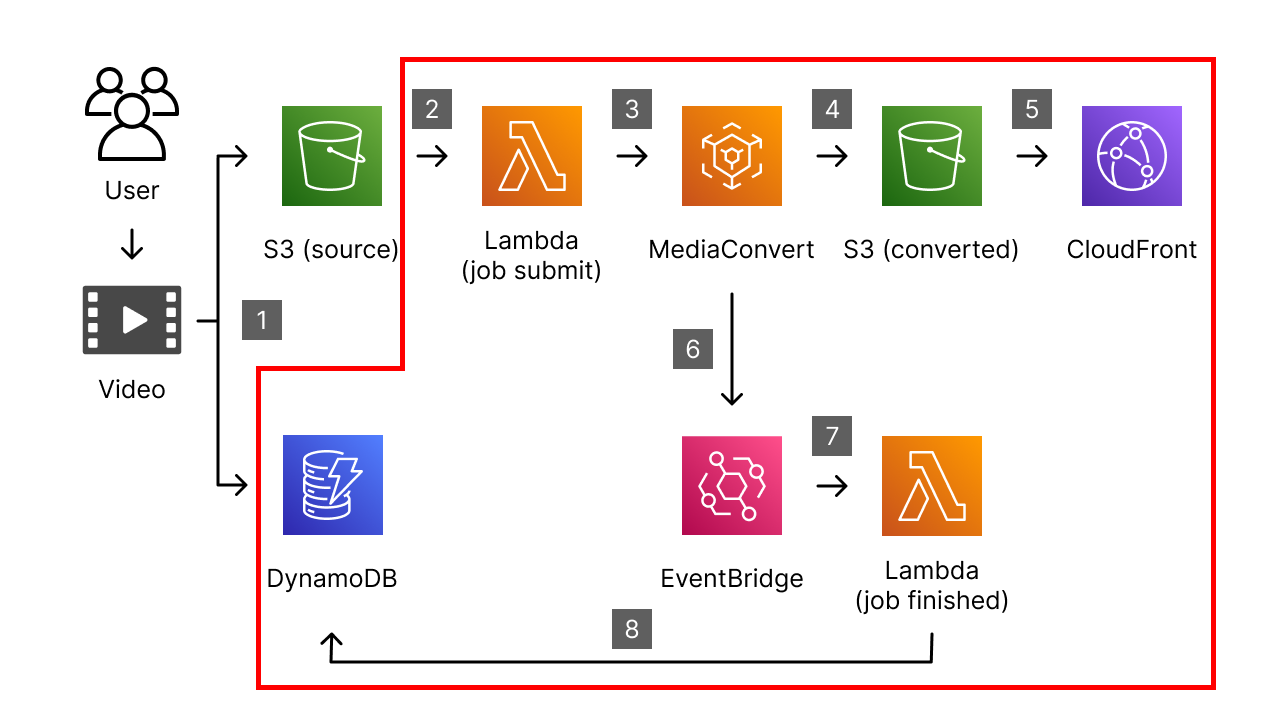 User
Video
1
S3 (source)
2
Lambda
(job submit)
3
MediaConvert
4
S3 (converted)
5
CloudFront
6
DynamoDB
EventBridge
7
Lambda
(job finished)
8